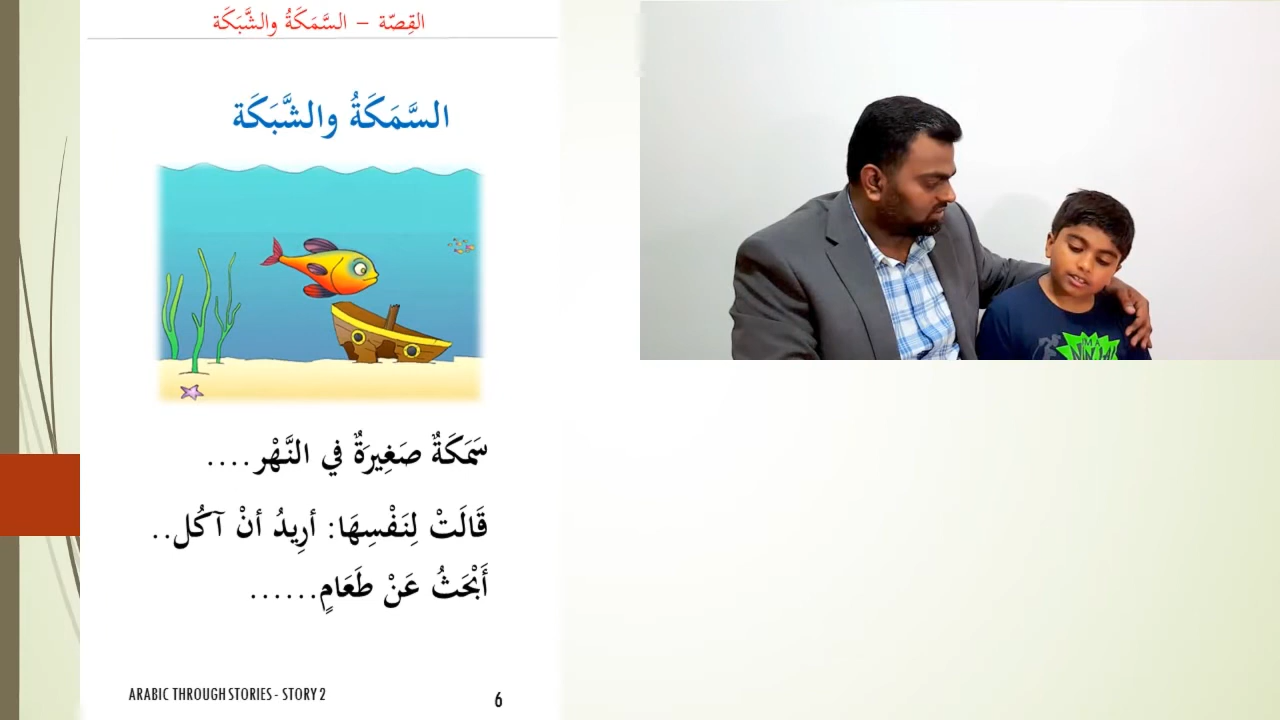 القِصّة – السَّمَكَةُ والشَّبَكَة
السَّمَكَةُ والشَّبَكَة
سَمَكَةٌ صَغِيرَةٌ في النَّهْر....
قَالَتْ لِنَفْسِهَا: أرِيدُ أنْ آكُل..
أَبْحَثُ عَنْ طَعَامٍ......
ARABIC THROUGH STORIES - STORY 2
6